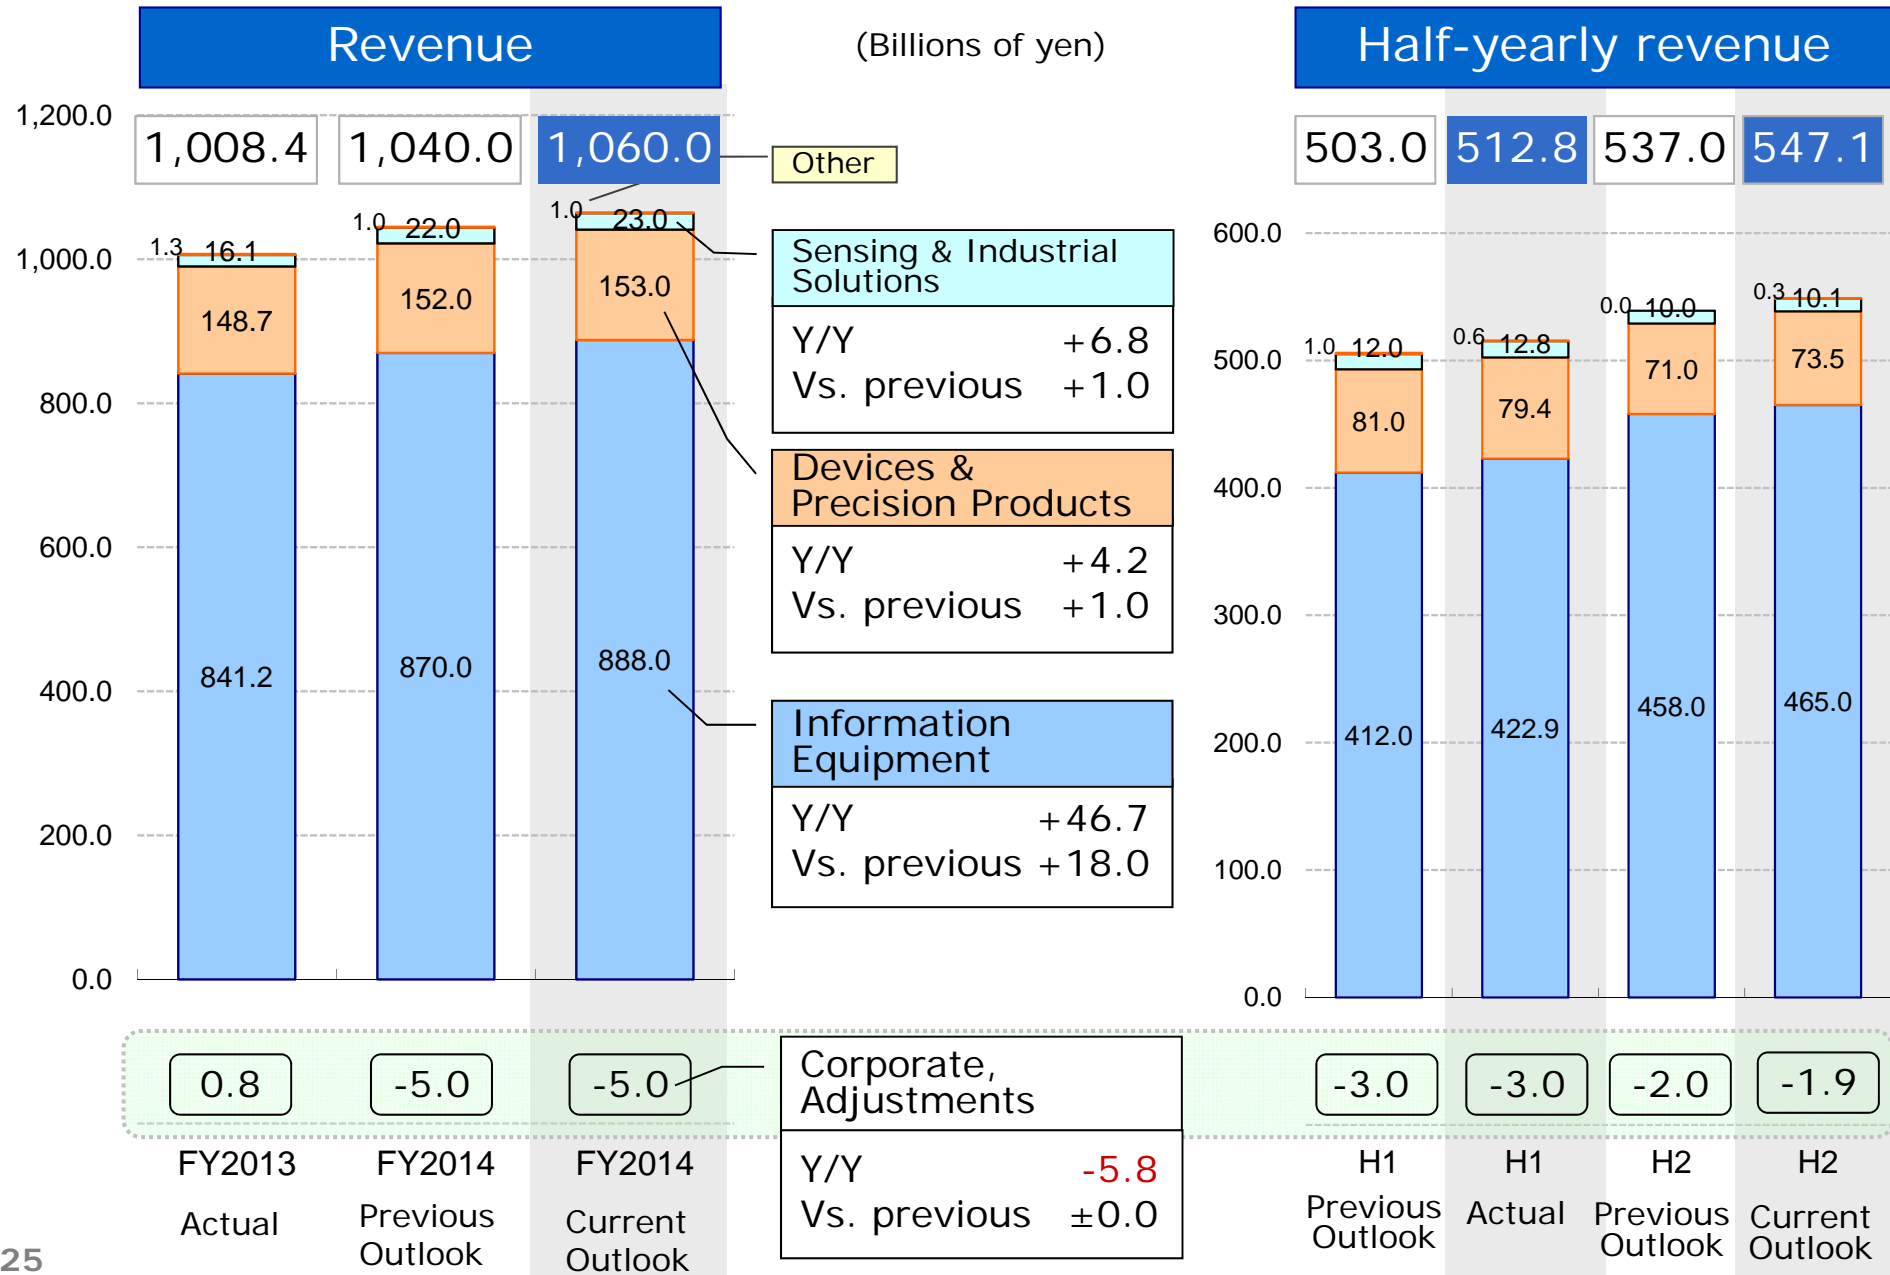 Revenue
(Billions of yen)
Half-yearly revenue
1,200.0
1,000.0
800.0
600.0
400.0
200.0
0.0
1,008.4
1,040.0
1,060.0
1.3
16.1
148.7
841.2
1.0
22.0
152.0
870.0
1.0
23.0
153.0
888.0
Other
Sensing & Industrial
Solutions
Y/Y +6.8
Vs. previous +1.0
Devices &
Precision Products
Y/Y +4.2
Vs. previous +1.0
Information
Equipment
Y/Y +46.7
Vs. previous +18.0
503.0
512.8
537.0
547.1
600.0
500.0
400.0
300.0
200.0
100.0
0.0
1.0
12.0
81.0
412.0
0.6
12.8
79.4
422.9
0.0
10.0
71.0
458.0
0.3
10.1
73.5
465.0
0.8
-5.0
-5.0
Corporate,
Adjustments
Y/Y -5.8
Vs. previous ±0.0
-3.0
-3.0
-2.0
-1.9
FY2013
Actual
FY2014
Previous
Outlook
FY2014
Current
Outlook
H1
Previous
Outlook
H1
Actual
H2
Previous
Outlook
H2
Current
Outlook
25